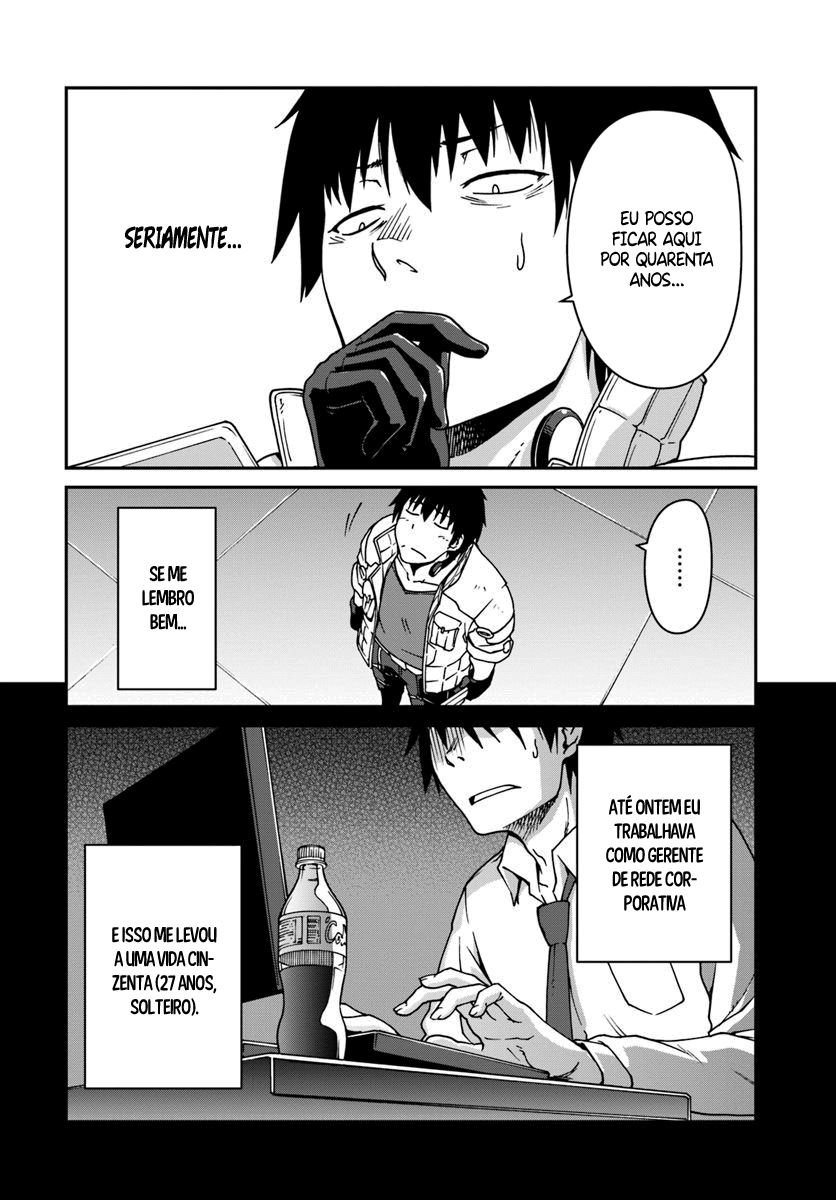 EU POSSO
FICAR AQUI
POR QUARENTA
ANOS...
SERIAMENTE...
.......
SE ME
LEMBRO
BEM...
ATÉ ONTEM EU
TRABALHAVA
COMO GERENTE
DE REDE COR-
PORATIVA
E ISSO ME LEVOU
A UMA VIDA CIN-
ZENTA (27 ANOS,
SOLTEIRO).